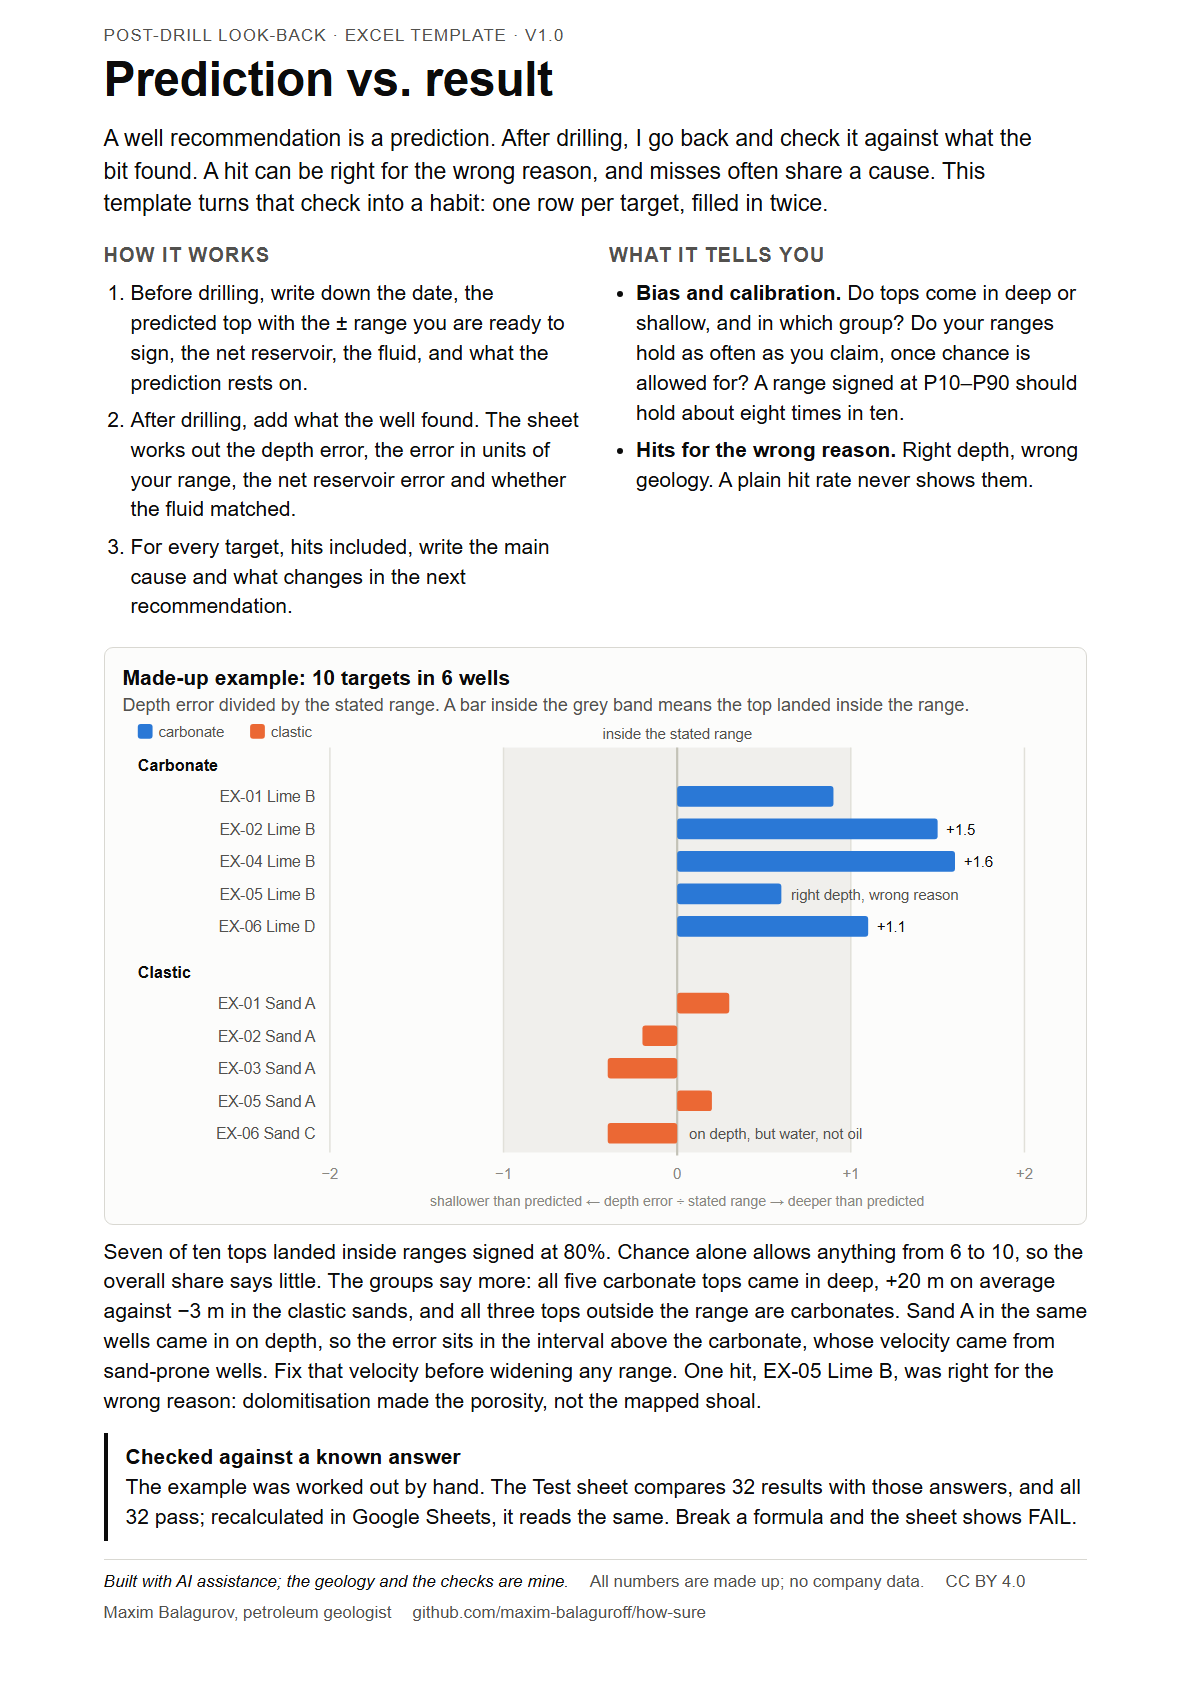 POST-DRILL LOOK-BACK · EXCEL TEMPLATE · V1.0
Prediction vs. result
A well recommendation is a prediction. After drilling, I go back and check it against what the
bit found. A hit can be right for the wrong reason, and misses often share a cause. This
template turns that check into a habit: one row per target, filled in twice.
HOW IT WORKS
1. Before drilling, write down the date, the
predicted top with the ± range you are ready to
sign, the net reservoir, the fluid, and what the
prediction rests on.
2. After drilling, add what the well found. The sheet
works out the depth error, the error in units of
your range, the net reservoir error and whether
the fluid matched.
3. For every target, hits included, write the main
cause and what changes in the next
recommendation.
WHAT IT TELLS YOU
• Bias and calibration. Do tops come in deep or
shallow, and in which group? Do your ranges
hold as often as you claim, once chance is
allowed for? A range signed at P10–P90 should
hold about eight times in ten.
• Hits for the wrong reason. Right depth, wrong
geology. A plain hit rate never shows them.
Made-up example: 10 targets in 6 wells
Depth error divided by the stated range. A bar inside the grey band means the top landed inside the range.
carbonate clastic
inside the stated range
Carbonate
EX-01 Lime B
EX-02 Lime B +1.5
EX-04 Lime B +1.6
EX-05 Lime B right depth, wrong reason
EX-06 Lime D +1.1
Clastic
EX-01 Sand A
EX-02 Sand A
EX-03 Sand A
EX-05 Sand A
EX-06 Sand C on depth, but water, not oil
−2 −1 0 +1 +2
shallower than predicted ← depth error ÷ stated range → deeper than predicted
Seven of ten tops landed inside ranges signed at 80%. Chance alone allows anything from 6 to 10, so the
overall share says little. The groups say more: all five carbonate tops came in deep, +20 m on average
against −3 m in the clastic sands, and all three tops outside the range are carbonates. Sand A in the same
wells came in on depth, so the error sits in the interval above the carbonate, whose velocity came from
sand-prone wells. Fix that velocity before widening any range. One hit, EX-05 Lime B, was right for the
wrong reason: dolomitisation made the porosity, not the mapped shoal.
Checked against a known answer
The example was worked out by hand. The Test sheet compares 32 results with those answers, and all
32 pass; recalculated in Google Sheets, it reads the same. Break a formula and the sheet shows FAIL.
Built with AI assistance; the geology and the checks are mine. All numbers are made up; no company data. CC BY 4.0
Maxim Balagurov, petroleum geologist github.com/maxim-balaguroff/how-sure